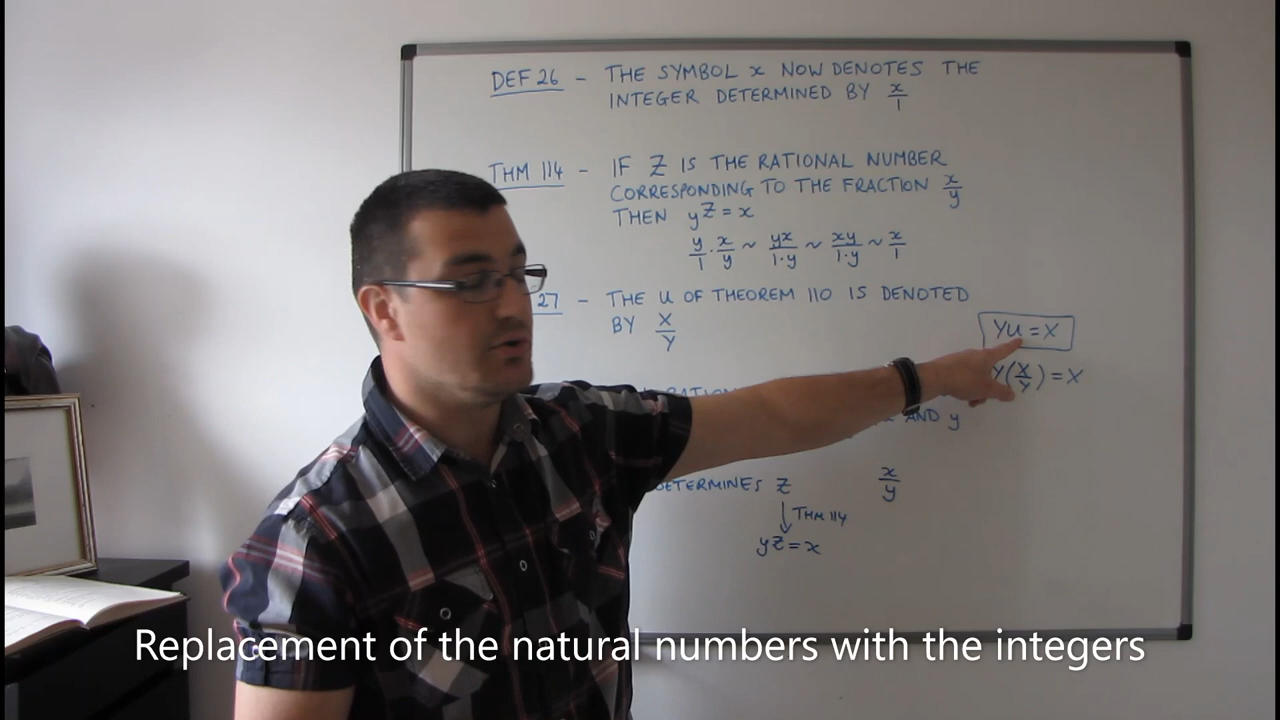 DEF 26 - THE SYMBOL x NOW DENOTES THE
INTEGER DETERMINED BY x/1
THM 114 - IF Z IS THE RATIONAL NUMBER
CORRESPONDING TO THE FRACTION x/y
THEN yZ = x
y/1 · x/y ~ yx/1·y ~ xy/1·y ~ x/1
27 - THE U OF THEOREM 110 IS DENOTED
BY X/Y
YU = X
Y(X/Y) = X
AND y
DETERMINES Z x/y
↓ THM 114
yZ = x
Replacement of the natural numbers with the integers